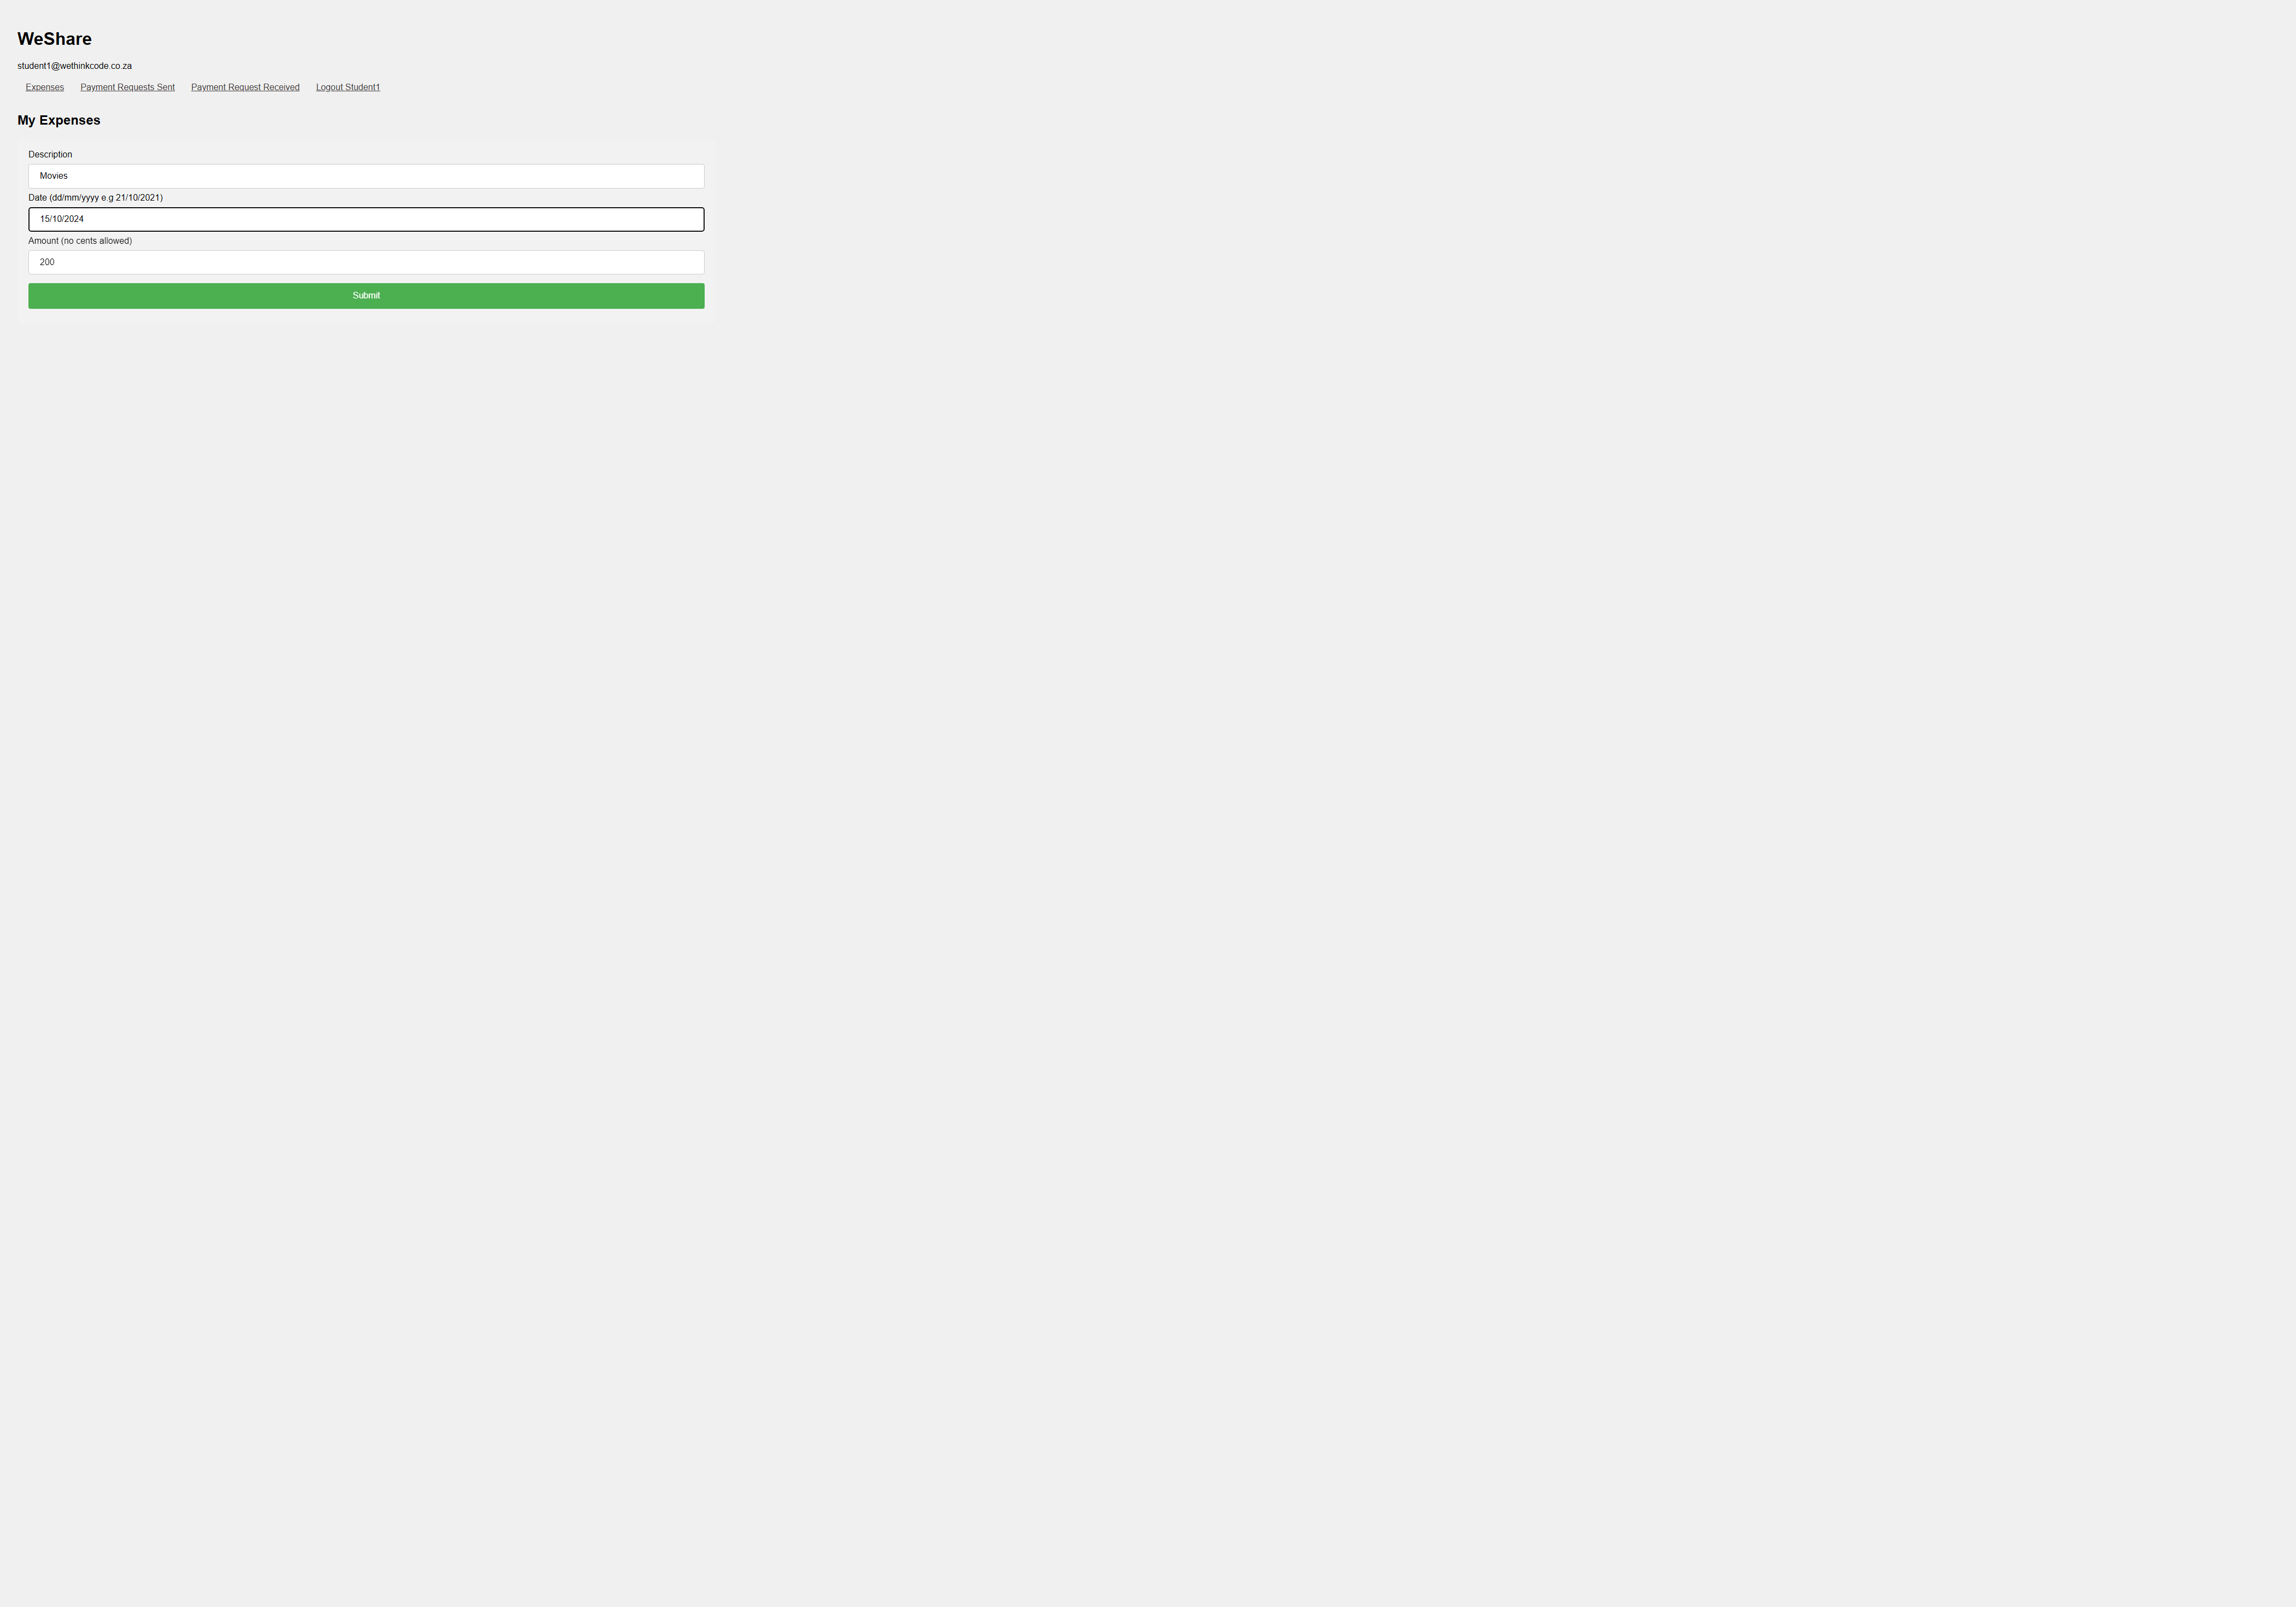 WeShare
student1@wethinkcode.co.za
Expenses Payment Requests Sent Payment Request Received Logout Student1
My Expenses
Description
Movies
Date (dd/mm/yyyy e.g 21/10/2021)
15/10/2024
Amount (no cents allowed)
200
Submit